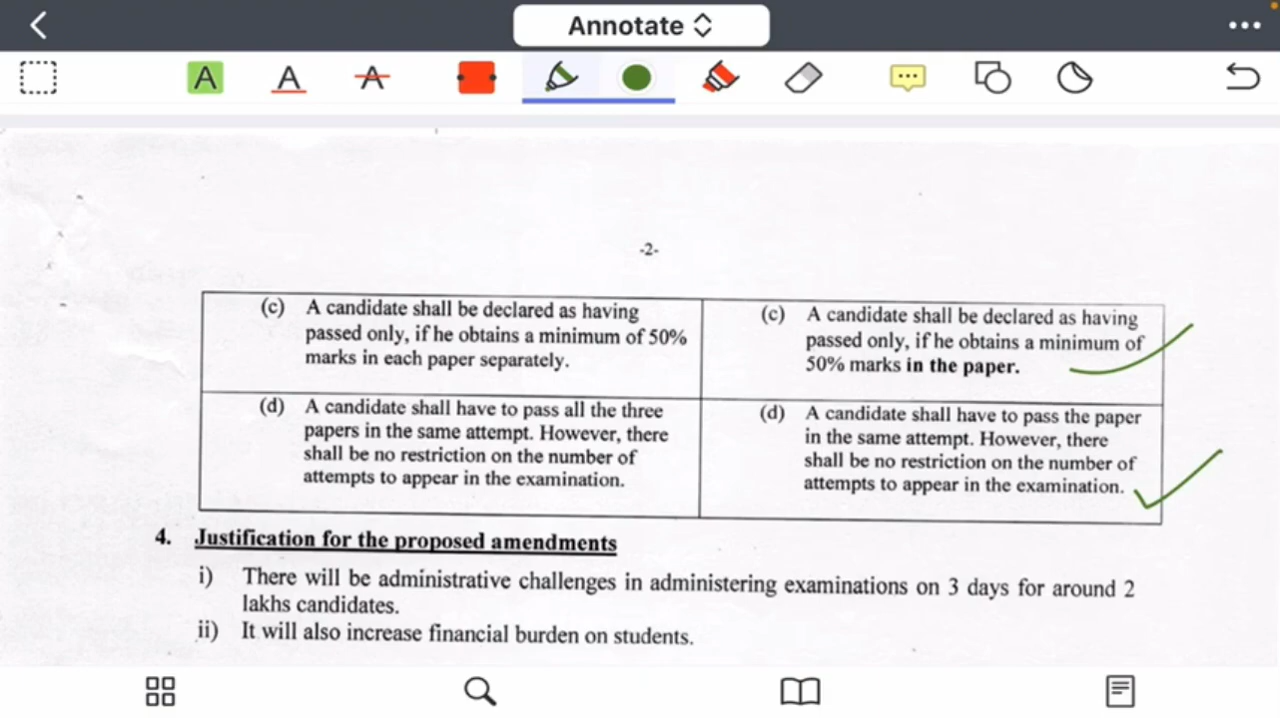 Annotate
A A A
-2-
(c) A candidate shall be declared as having
passed only, if he obtains a minimum of 50%
marks in each paper separately.
(c) A candidate shall be declared as having
passed only, if he obtains a minimum of
50% marks in the paper.
(d) A candidate shall have to pass all the three
papers in the same attempt. However, there
shall be no restriction on the number of
attempts to appear in the examination.
(d) A candidate shall have to pass the paper
in the same attempt. However, there
shall be no restriction on the number of
attempts to appear in the examination.
4. Justification for the proposed amendments
i) There will be administrative challenges in administering examinations on 3 days for around 2
lakhs candidates.
ii) It will also increase financial burden on students.